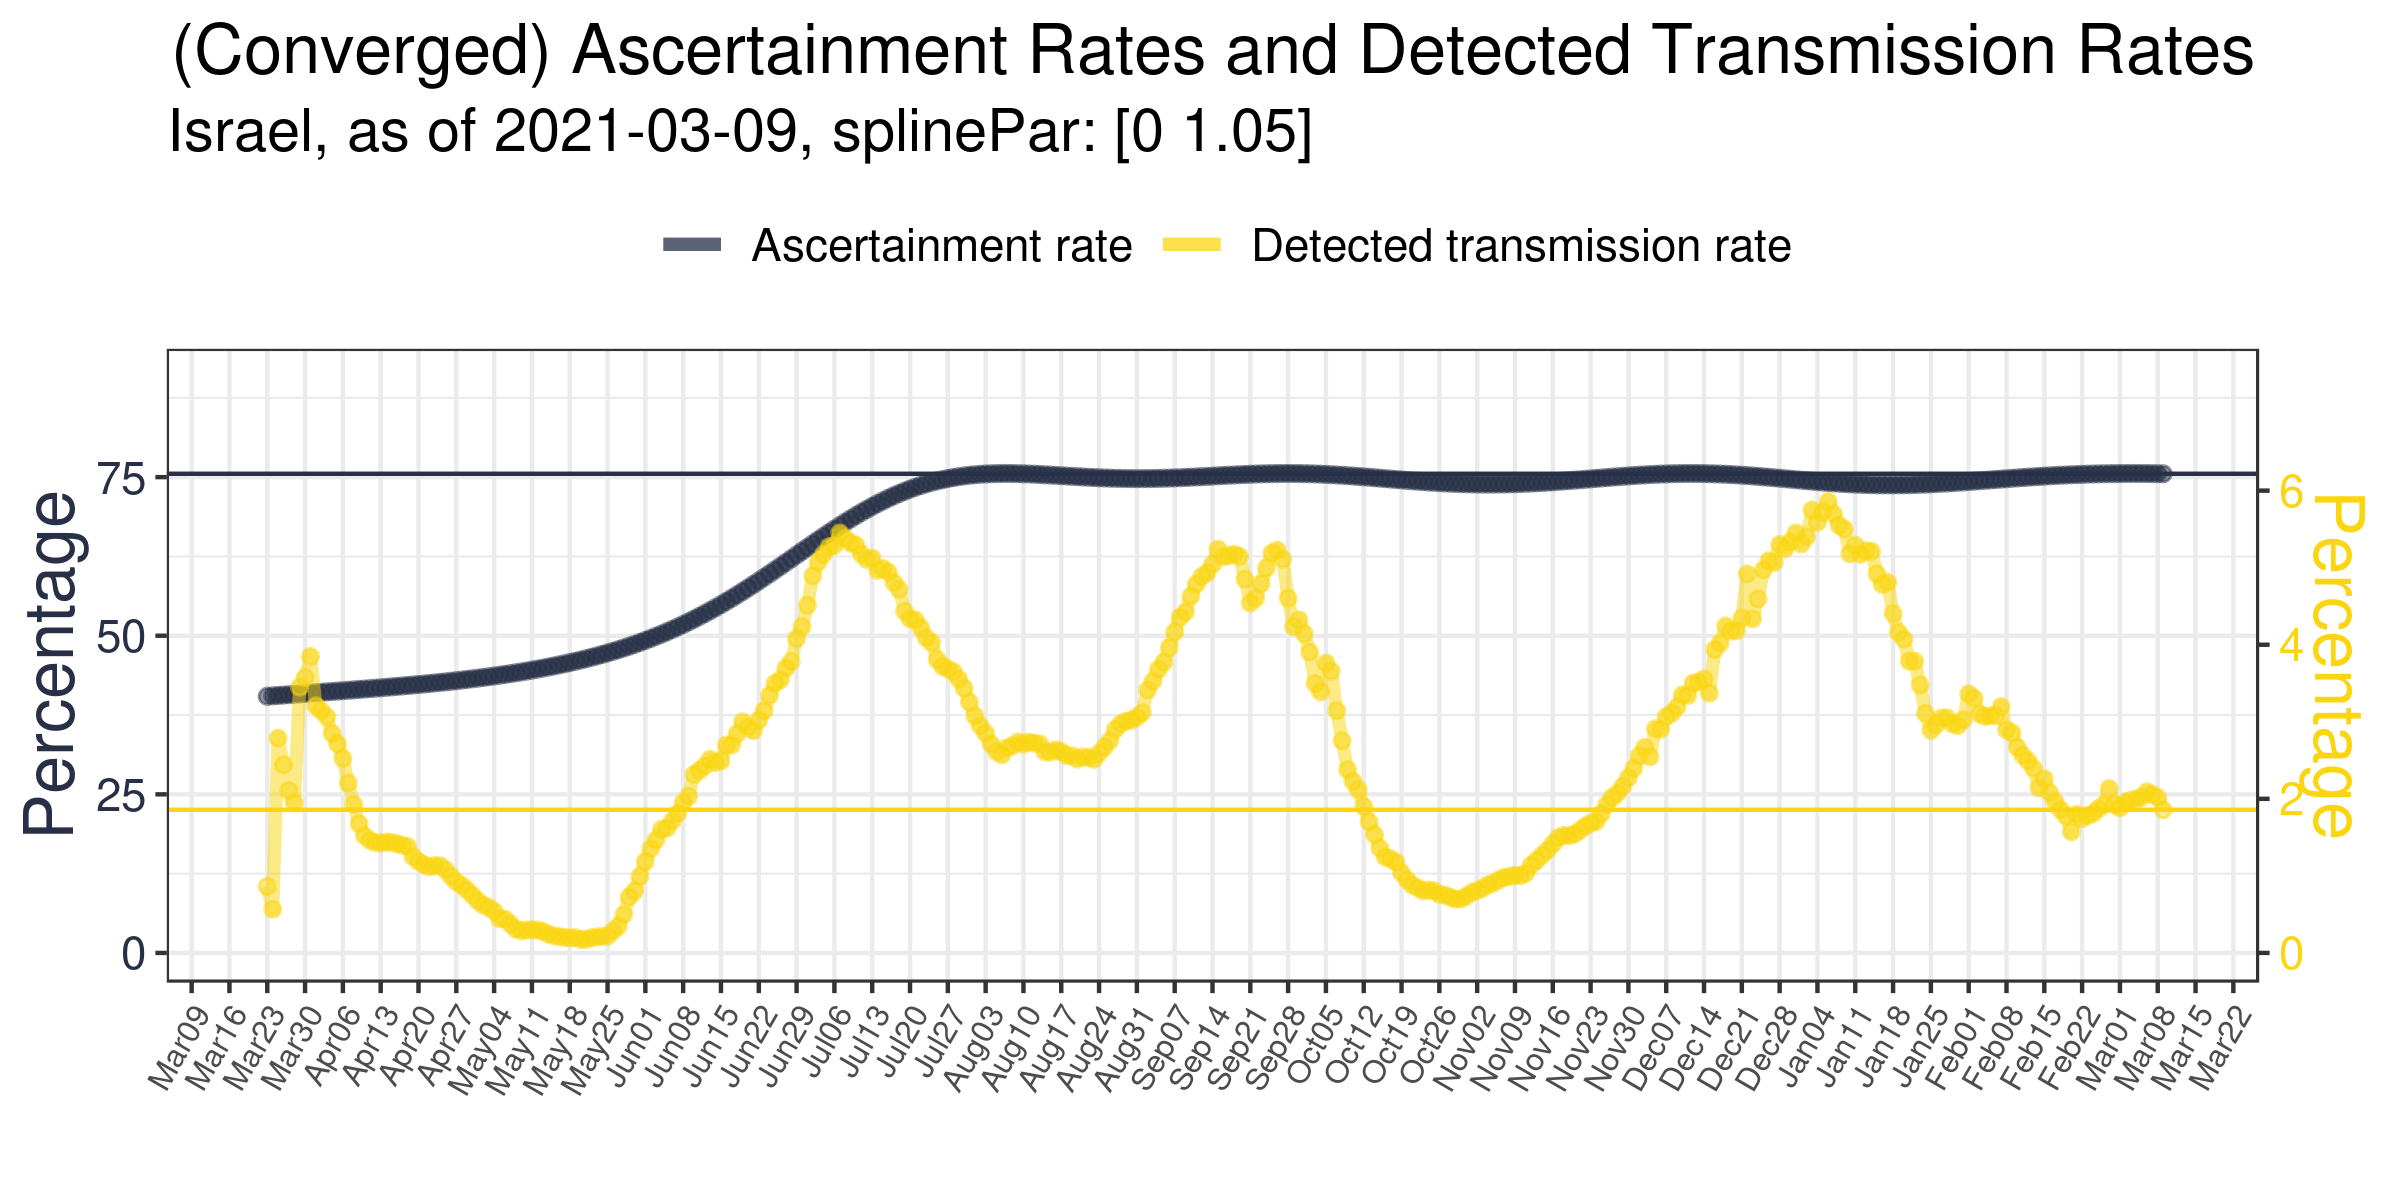 (Converged) Ascertainment Rates and Detected Transmission Rates
Israel, as of 2021-03-09, splinePar: [0 1.05]
Ascertainment rate
Detected transmission rate
Percentage
75
50
25
0
6
4
2
0
Percentage
Mar09
Mar16
Mar23
Mar30
Apr06
Apr13
Apr20
Apr27
May04
May11
May18
May25
Jun01
Jun08
Jun15
Jun22
Jun29
Jul06
Jul13
Jul20
Jul27
Aug03
Aug10
Aug17
Aug24
Aug31
Sep07
Sep14
Sep21
Sep28
Oct05
Oct12
Oct19
Oct26
Nov02
Nov09
Nov16
Nov23
Nov30
Dec07
Dec14
Dec21
Dec28
Jan04
Jan11
Jan18
Jan25
Feb01
Feb08
Feb15
Feb22
Mar01
Mar08
Mar15
Mar22